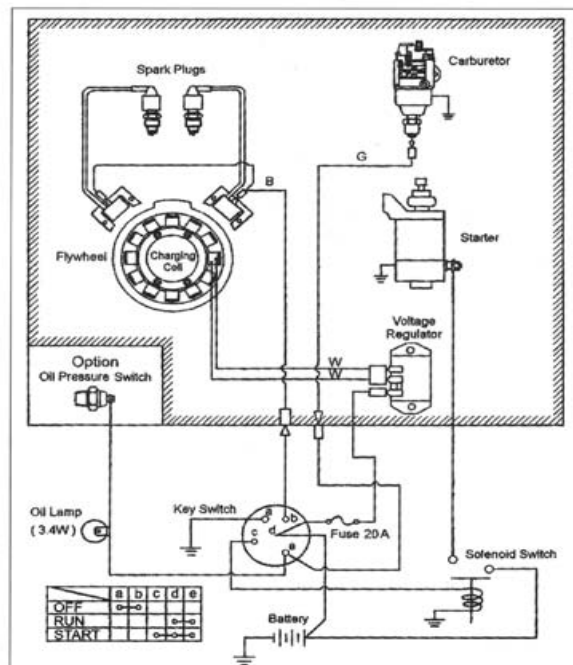 Spark Plugs
Carburetor
G
B
Starter
Flywheel
Charging
Coil
Voltage
Regulator
W
W
Option
Oil Pressure Switch
Key Switch
a
b
d
c
e
Fuse 20A
Oil Lamp
( 3.4W )
Solenoid Switch
Battery
a b c d e
OFF
RUN
START